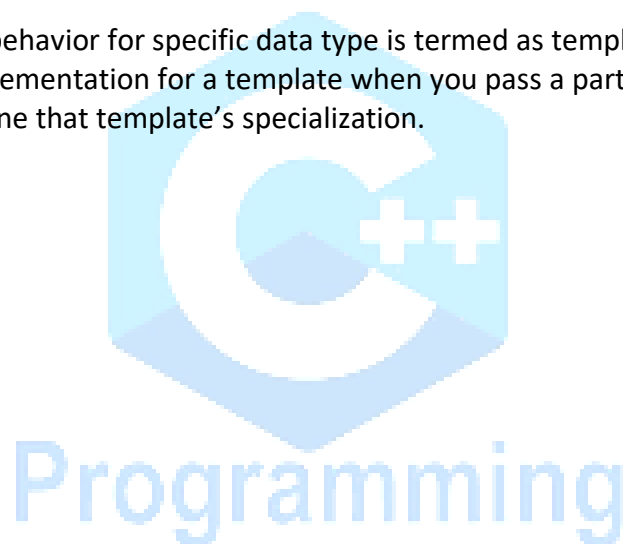 behavior for specific data type is termed as templ
ementation for a template when you pass a part
ne that template's specialization.
C++
Programming